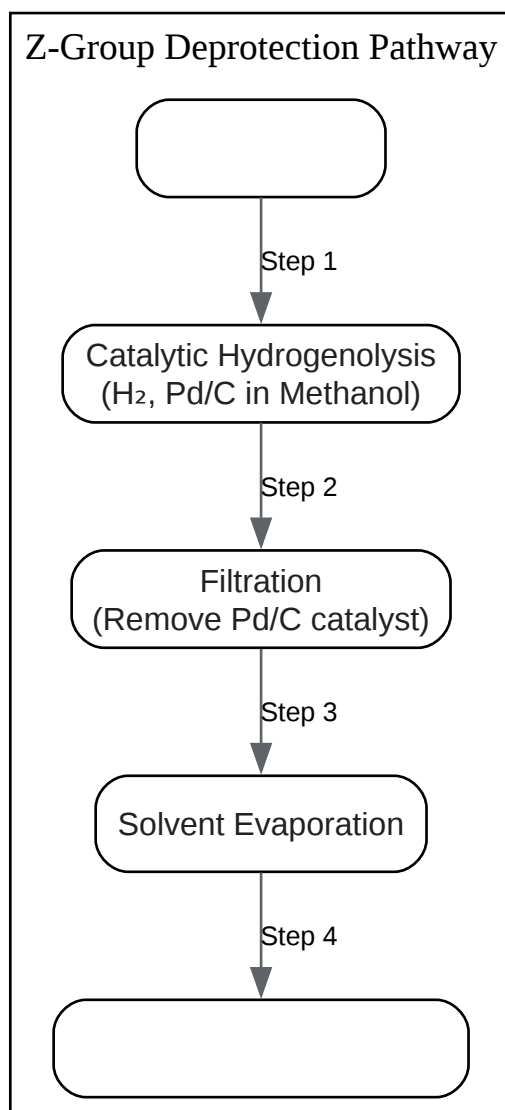 Z-Group Deprotection Pathway
Step 1
Catalytic Hydrogenolysis
(H₂, Pd/C in Methanol)
Step 2
Filtration
(Remove Pd/C catalyst)
Step 3
Solvent Evaporation
Step 4